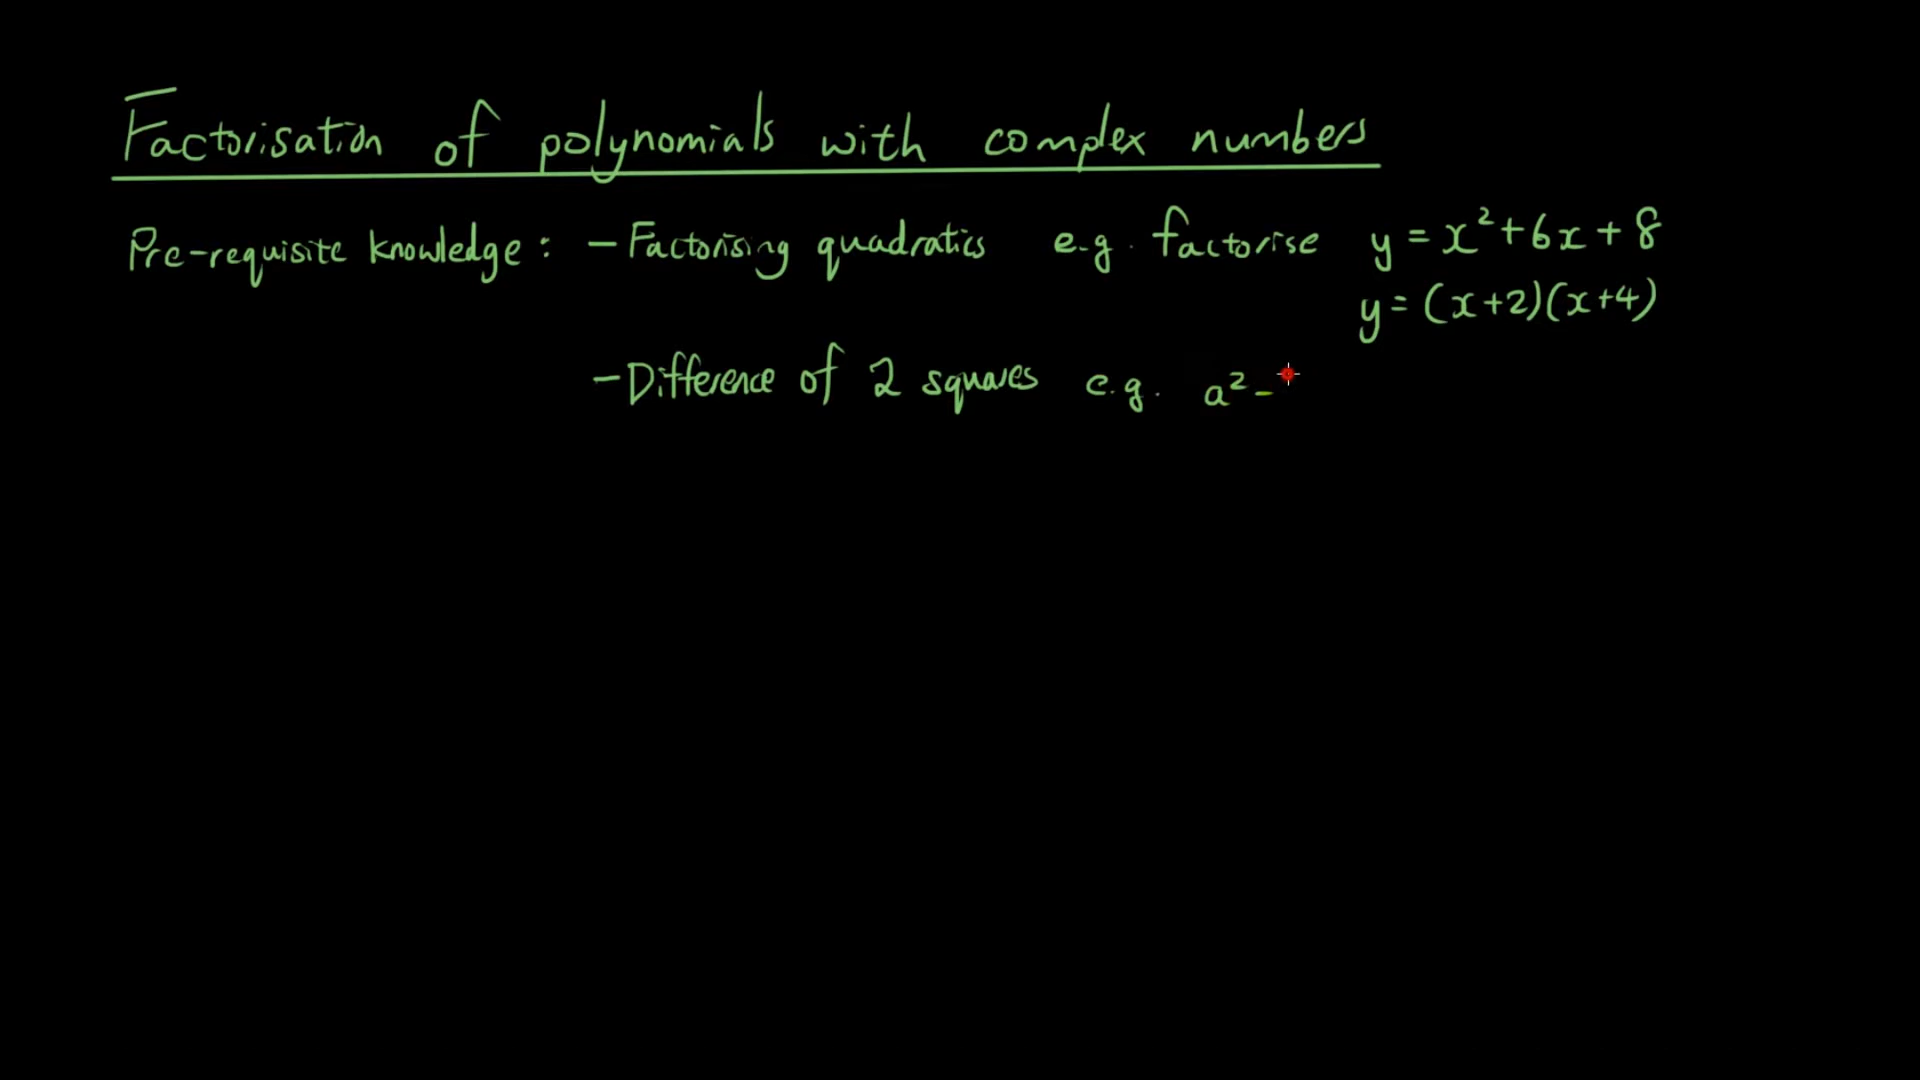 Factorisation of polynomials with complex numbers
Pre-requisite knowledge: - Factorising quadratics e.g. factorise y = x²+6x+8
y = (x+2)(x+4)
- Difference of 2 squares e.g. a² -